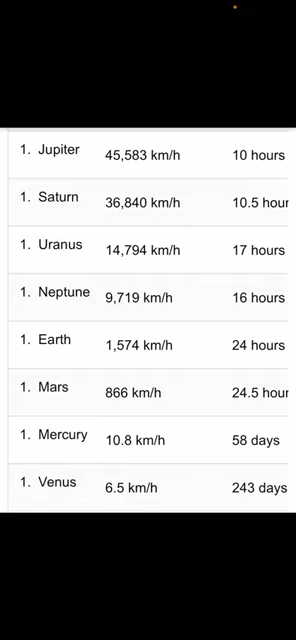 1. Jupiter 45,583 km/h 10 hours
1. Saturn 36,840 km/h 10.5 hour
1. Uranus 14,794 km/h 17 hours
1. Neptune 9,719 km/h 16 hours
1. Earth 1,574 km/h 24 hours
1. Mars 866 km/h 24.5 hour
1. Mercury 10.8 km/h 58 days
1. Venus 6.5 km/h 243 days